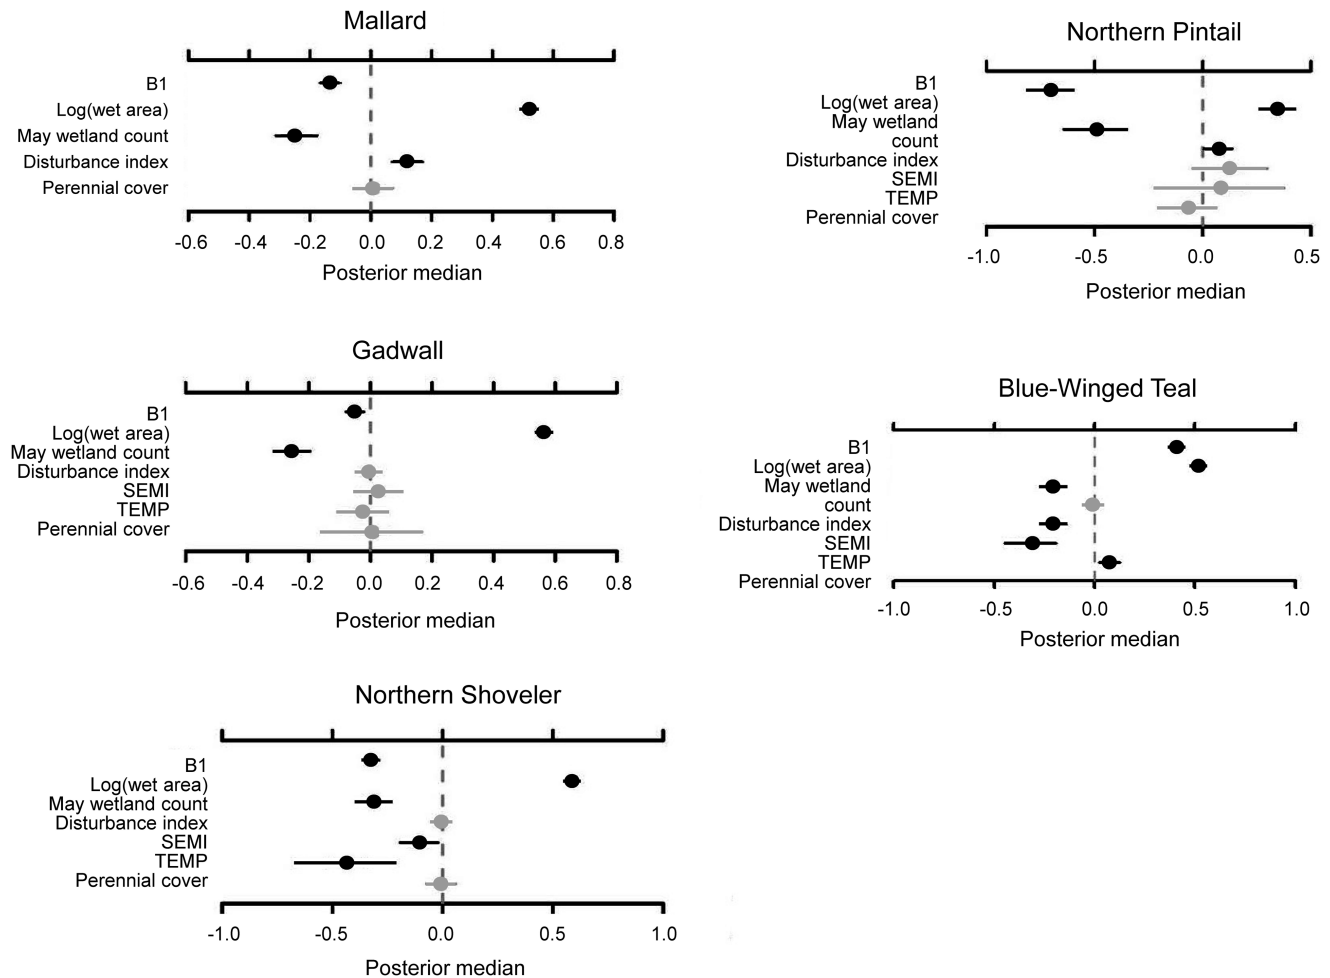 Mallard
B1
Log(wet area)
May wetland count
Disturbance index
Perennial cover
-0.6 -0.4 -0.2 0.0 0.2 0.4 0.6 0.8
Posterior median
Northern Pintail
B1
Log(wet area)
May wetland
count
Disturbance index
SEMI
TEMP
Perennial cover
-1.0 -0.5 0.0 0.5
Posterior median
Gadwall
B1
Log(wet area)
May wetland count
Disturbance index
SEMI
TEMP
Perennial cover
-0.6 -0.4 -0.2 0.0 0.2 0.4 0.6 0.8
Posterior median
Blue-Winged Teal
B1
Log(wet area)
May wetland
count
Disturbance index
SEMI
TEMP
Perennial cover
-1.0 -0.5 0.0 0.5 1.0
Posterior median
Northern Shoveler
B1
Log(wet area)
May wetland count
Disturbance index
SEMI
TEMP
Perennial cover
-1.0 -0.5 0.0 0.5 1.0
Posterior median